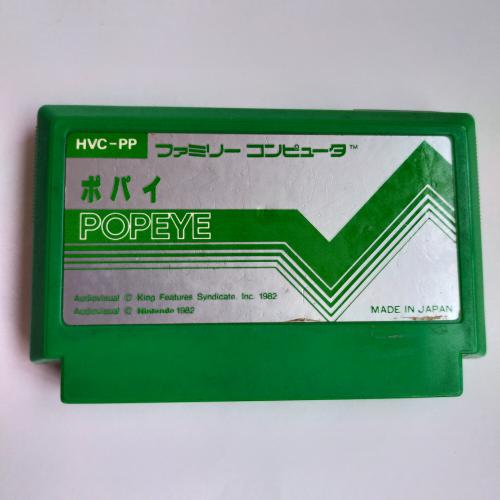 HVC-PP ファミリーコンピュータ™
ポパイ
POPEYE
Audiovisual © King Features Syndicate. Inc. 1982
Audiovisual © Nintendo 1982
MADE IN JAPAN